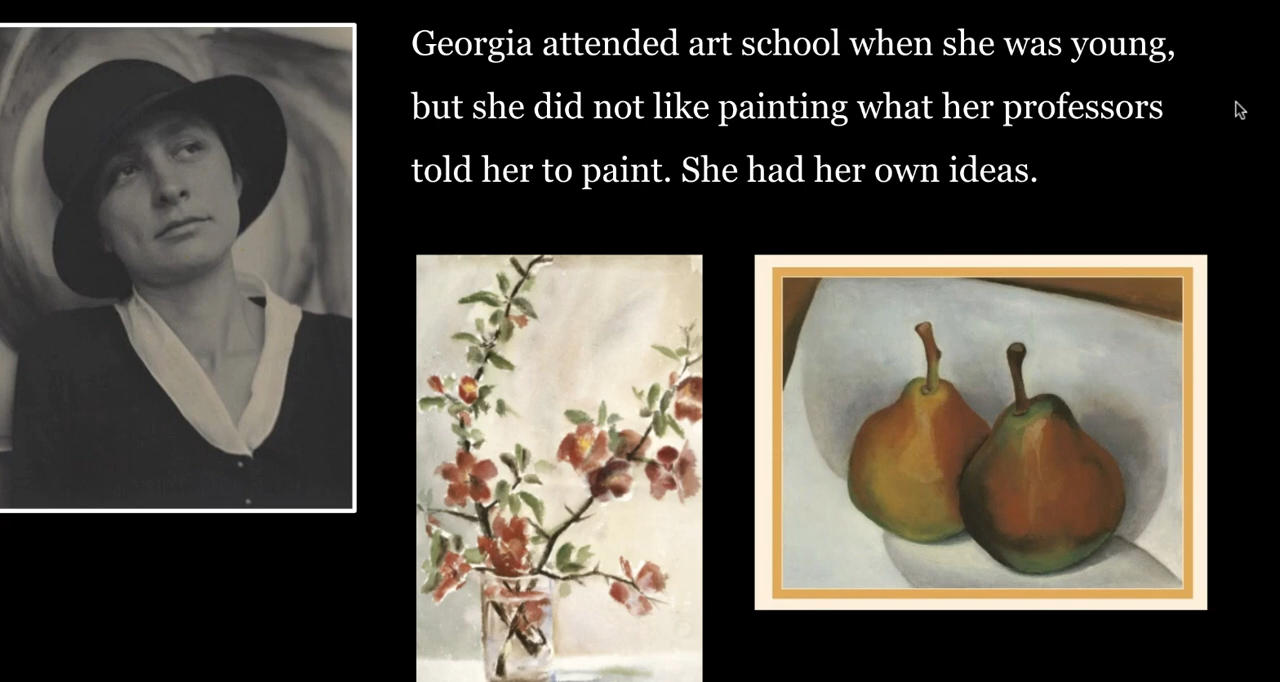 Georgia attended art school when she was young,
but she did not like painting what her professors
told her to paint. She had her own ideas.